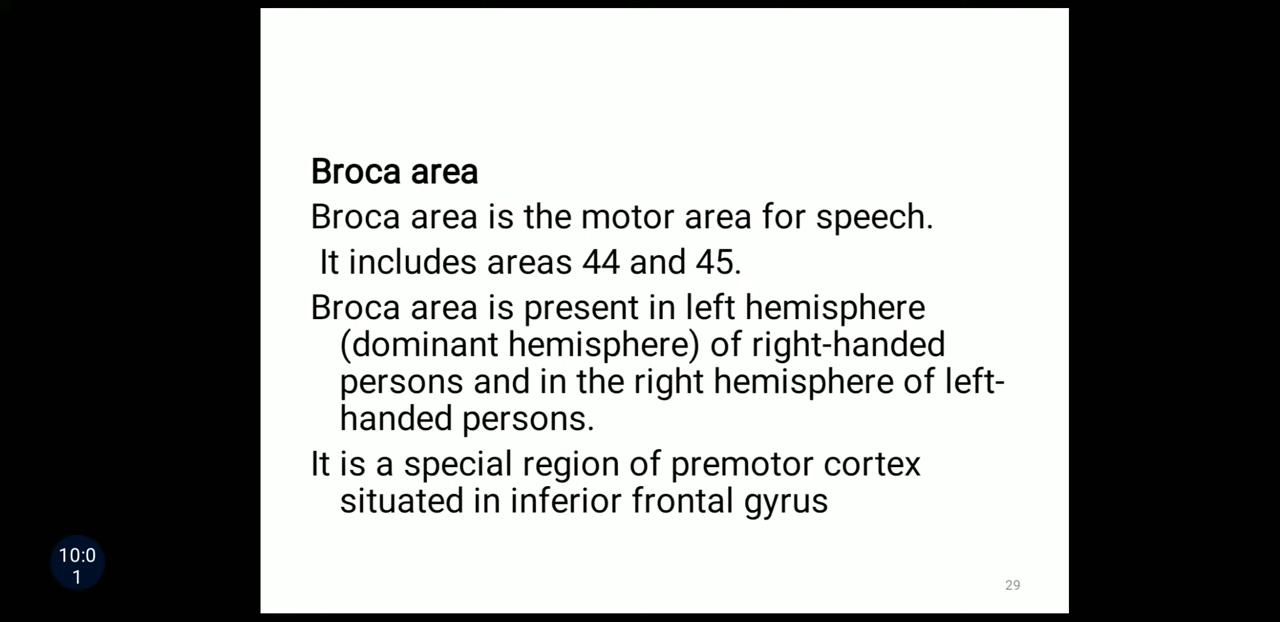 Broca area
Broca area is the motor area for speech.
It includes areas 44 and 45.
Broca area is present in left hemisphere
(dominant hemisphere) of right-handed
persons and in the right hemisphere of left-
handed persons.
It is a special region of premotor cortex
situated in inferior frontal gyrus
10:0
1
29